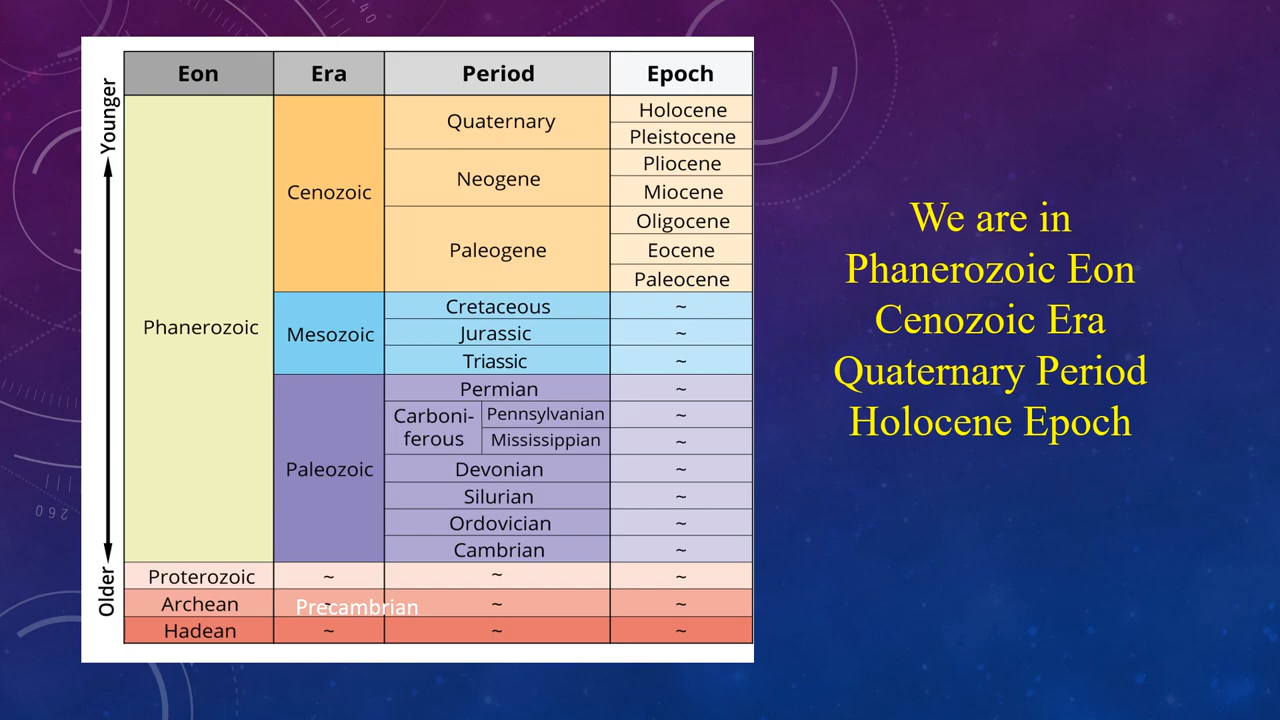 Eon Era Period Epoch
Younger
Older
Phanerozoic
Cenozoic
Quaternary
Holocene
Pleistocene
Neogene
Pliocene
Miocene
Paleogene
Oligocene
Eocene
Paleocene
Mesozoic
Cretaceous ~
Jurassic ~
Triassic ~
Paleozoic
Permian ~
Carboni-
ferous
Pennsylvanian ~
Mississippian ~
Devonian ~
Silurian ~
Ordovician ~
Cambrian ~
Proterozoic ~ ~ ~
Archean ~ ~ ~
Precambrian
Hadean ~ ~ ~
We are in
Phanerozoic Eon
Cenozoic Era
Quaternary Period
Holocene Epoch
40
260